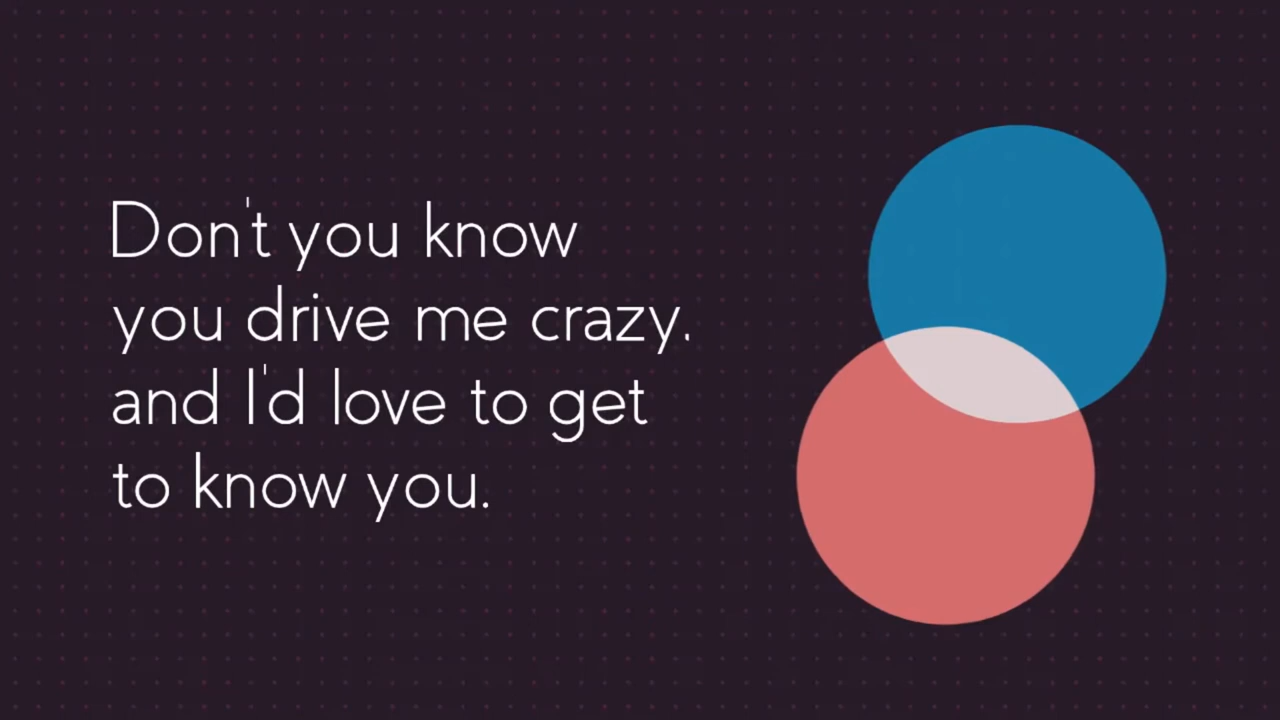 Don't you know
you drive me crazy.
and I'd love to get
to know you.